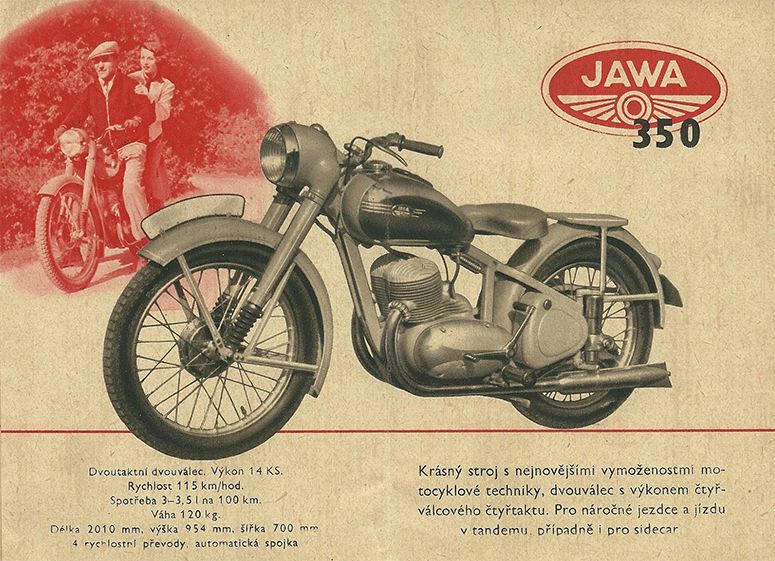 JAWA
350
Dvoutaktní dvouválec. Výkon 14 KS.
Rychlost 115 km/hod.
Spotřeba 3–3,5 l na 100 km.
Váha 120 kg.
Délka 2010 mm, výška 954 mm, šířka 700 mm
4 rychlostní převody, automatická spojka
Krásný stroj s nejnovějšími vymoženostmi mo-
tocyklové techniky, dvouválec s výkonem čtyř-
válcového čtyřtaktu. Pro náročné jezdce a jízdu
v tandemu, případně i pro sidecar